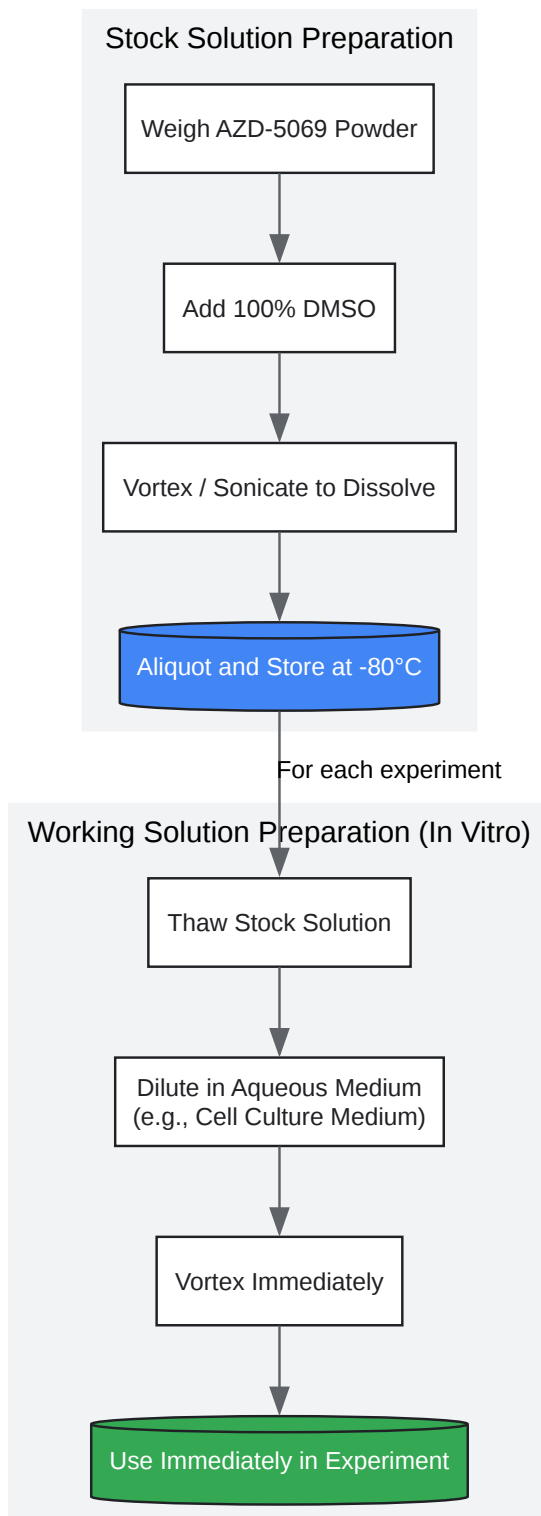 Stock Solution Preparation
Weigh AZD-5069 Powder
Add 100% DMSO
Vortex / Sonicate to Dissolve
Aliquot and Store at -80°C
For each experiment
Working Solution Preparation (In Vitro)
Thaw Stock Solution
Dilute in Aqueous Medium
(e.g., Cell Culture Medium)
Vortex Immediately
Use Immediately in Experiment